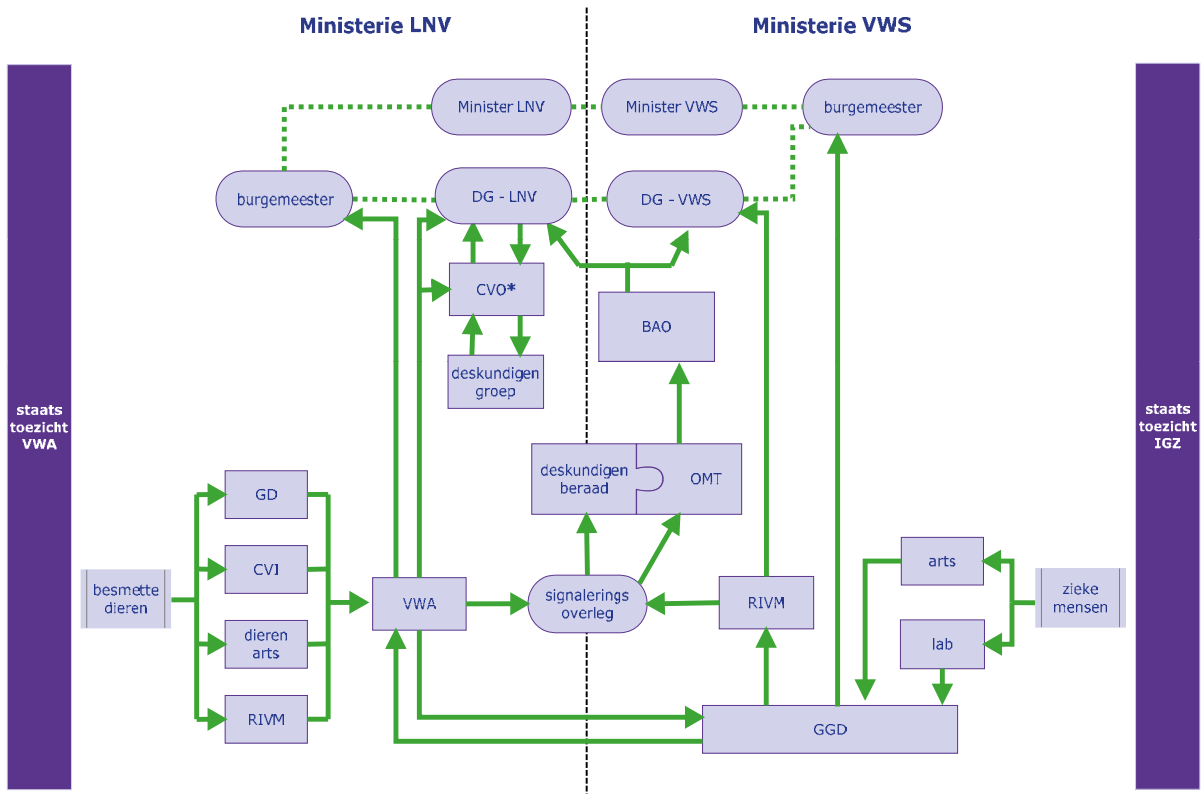 Ministerie LNV
Ministerie VWS
Minister LNV
Minister VWS
burgemeester
burgemeester
DG - LNV
DG - VWS
CVO*
BAO
deskundigen
groep
staats
toezicht
VWA
staats
toezicht
IGZ
deskundigen
beraad
OMT
GD
CVI
dieren
arts
RIVM
besmette
dieren
VWA
signalerings
overleg
RIVM
arts
lab
zieke
mensen
GGD